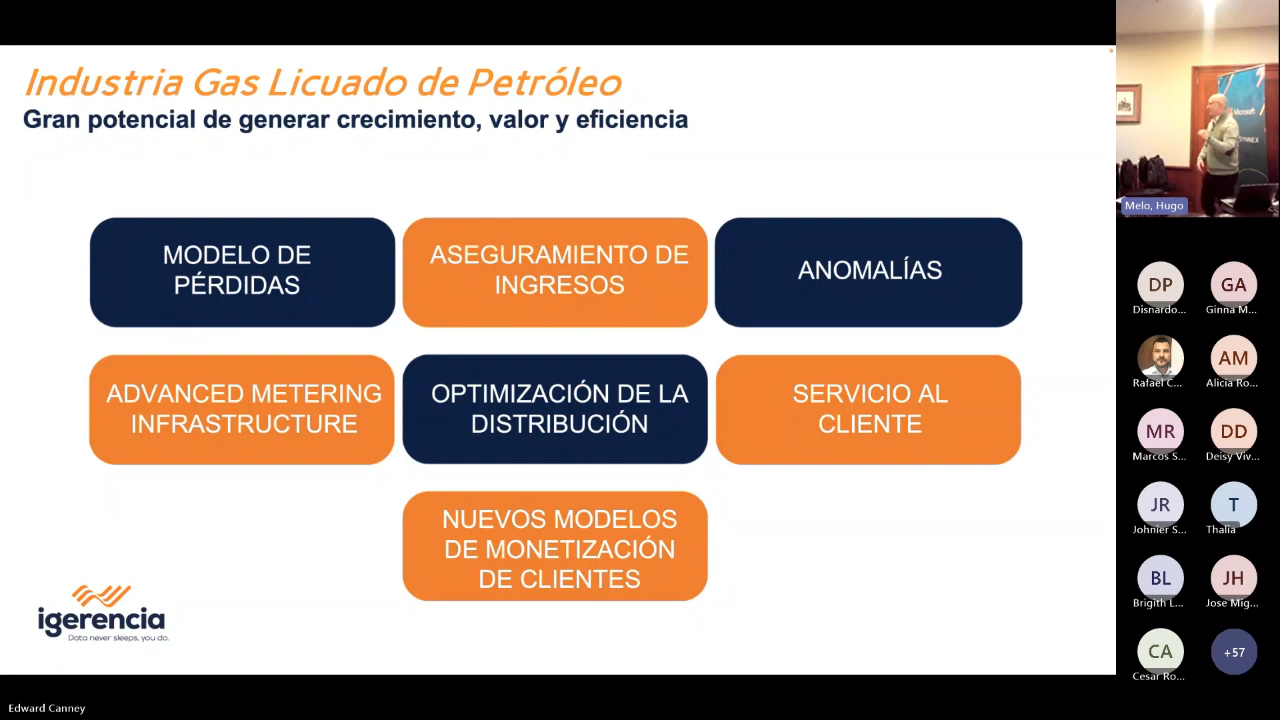 Industria Gas Licuado de Petróleo
Gran potencial de generar crecimiento, valor y eficiencia
MODELO DE
PÉRDIDAS
ASEGURAMIENTO DE
INGRESOS
ANOMALÍAS
ADVANCED METERING
INFRASTRUCTURE
OPTIMIZACIÓN DE LA
DISTRIBUCIÓN
SERVICIO AL
CLIENTE
NUEVOS MODELOS
DE MONETIZACIÓN
DE CLIENTES
igerencia
Data never sleeps, you do.
Edward Canney
Microsoft
Melo, Hugo
DP
Disnardo...
GA
Ginna M...
Rafael C...
AM
Alicia Ro...
MR
Marcos S...
DD
Deisy Viv...
JR
Johnier S...
T
Thalia
BL
Brigith L...
JH
Jose Mig...
CA
Cesar Ro...
+57